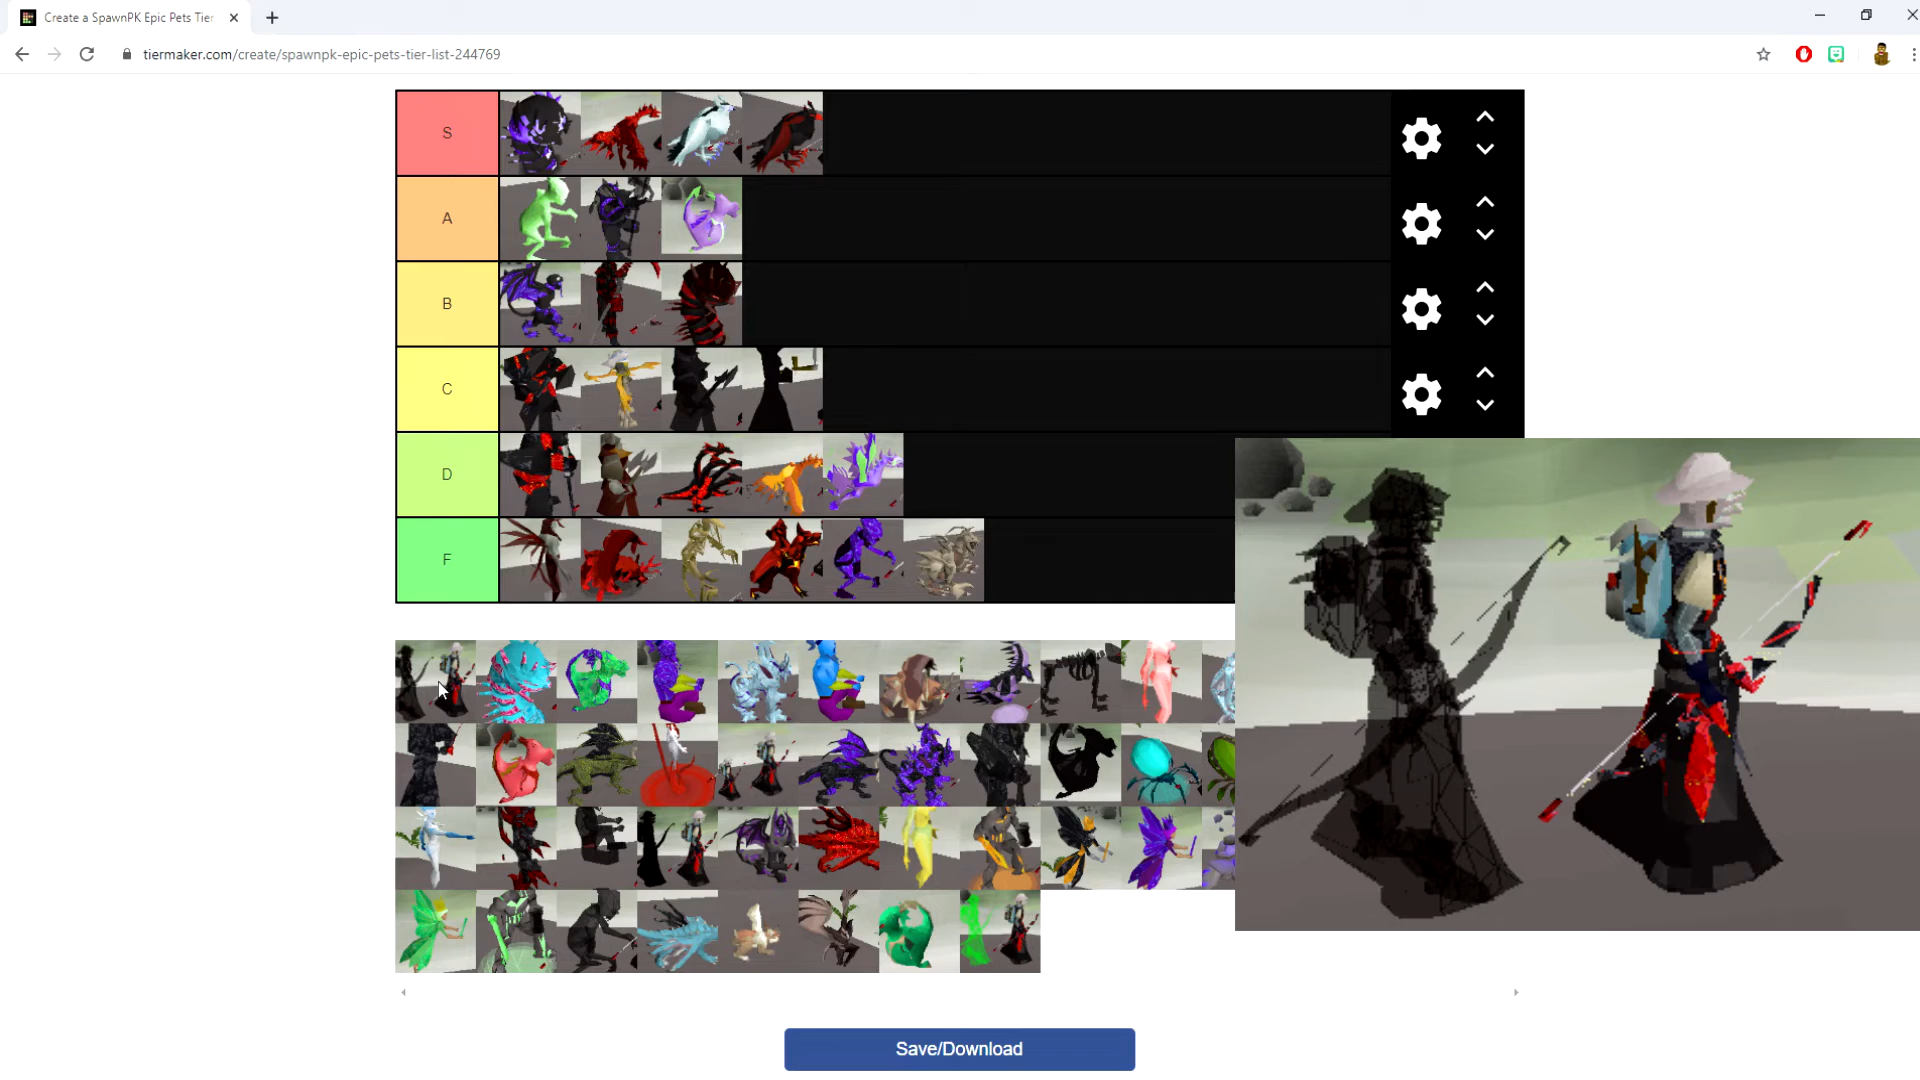 Create a SpawnPK Epic Pets Tier
tiermaker.com/create/spawnpk-epic-pets-tier-list-244769
S
A
B
C
D
F
Save/Download